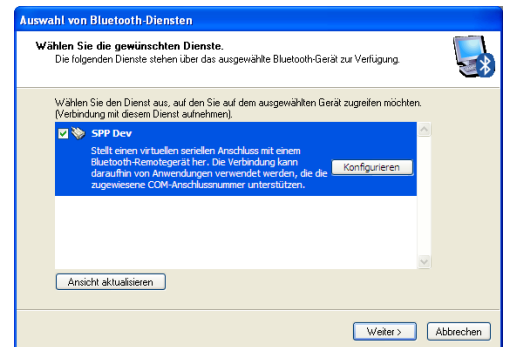 Auswahl von Bluetooth-Diensten
Wählen Sie die gewünschten Dienste.
Die folgenden Dienste stehen über das ausgewählte Bluetooth-Gerät zur Verfügung.
Wählen Sie den Dienst aus, auf den Sie auf dem ausgewählten Gerät zugreifen möchten.
(Verbindung mit diesem Dienst aufnehmen).
SPP Dev
Stellt einen virtuellen seriellen Anschluss mit einem
Bluetooth-Remotegerät her. Die Verbindung kann
daraufhin von Anwendungen verwendet werden, die die
zugewiesene COM-Anschlussnummer unterstützen.
Konfigurieren
Ansicht aktualisieren
Weiter >
Abbrechen